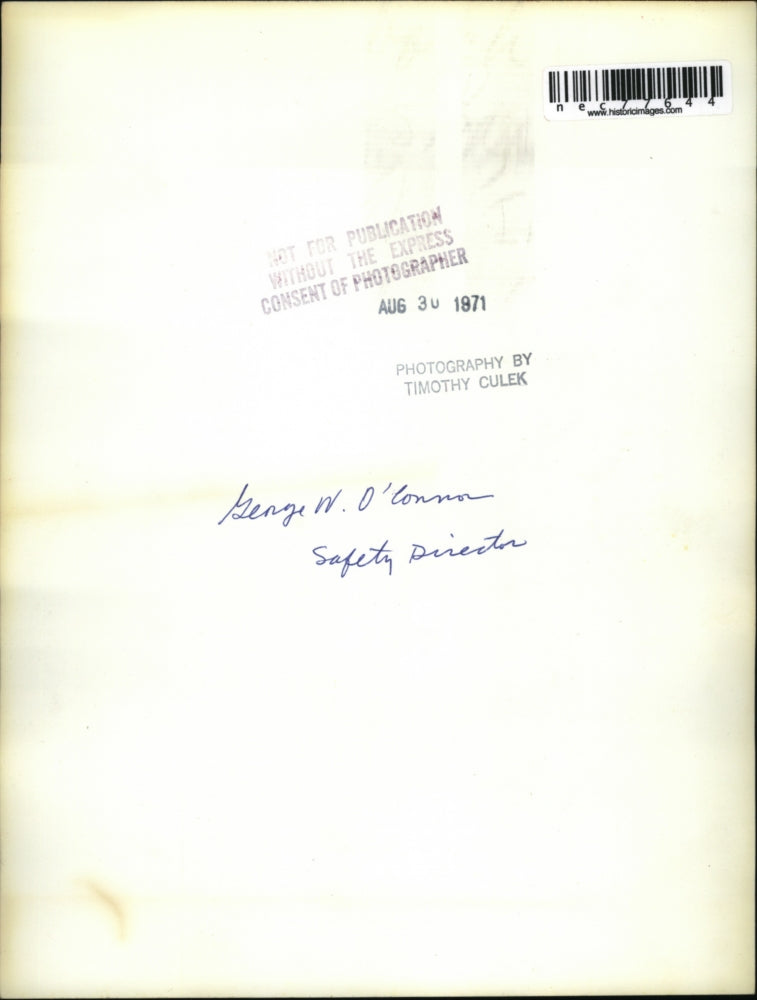 nec77644
www.historicimages.com
NOT FOR PUBLICATION
WITHOUT THE EXPRESS
CONSENT OF PHOTOGRAPHER
AUG 30 1971
PHOTOGRAPHY BY
TIMOTHY CULEK
George W. O'Connor
Safety Director